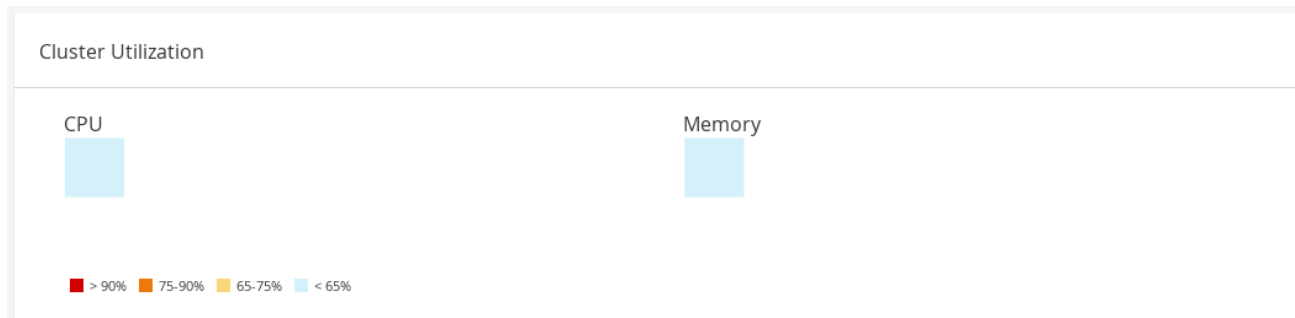 Cluster Utilization
CPU
Memory
> 90% 75-90% 65-75% < 65%